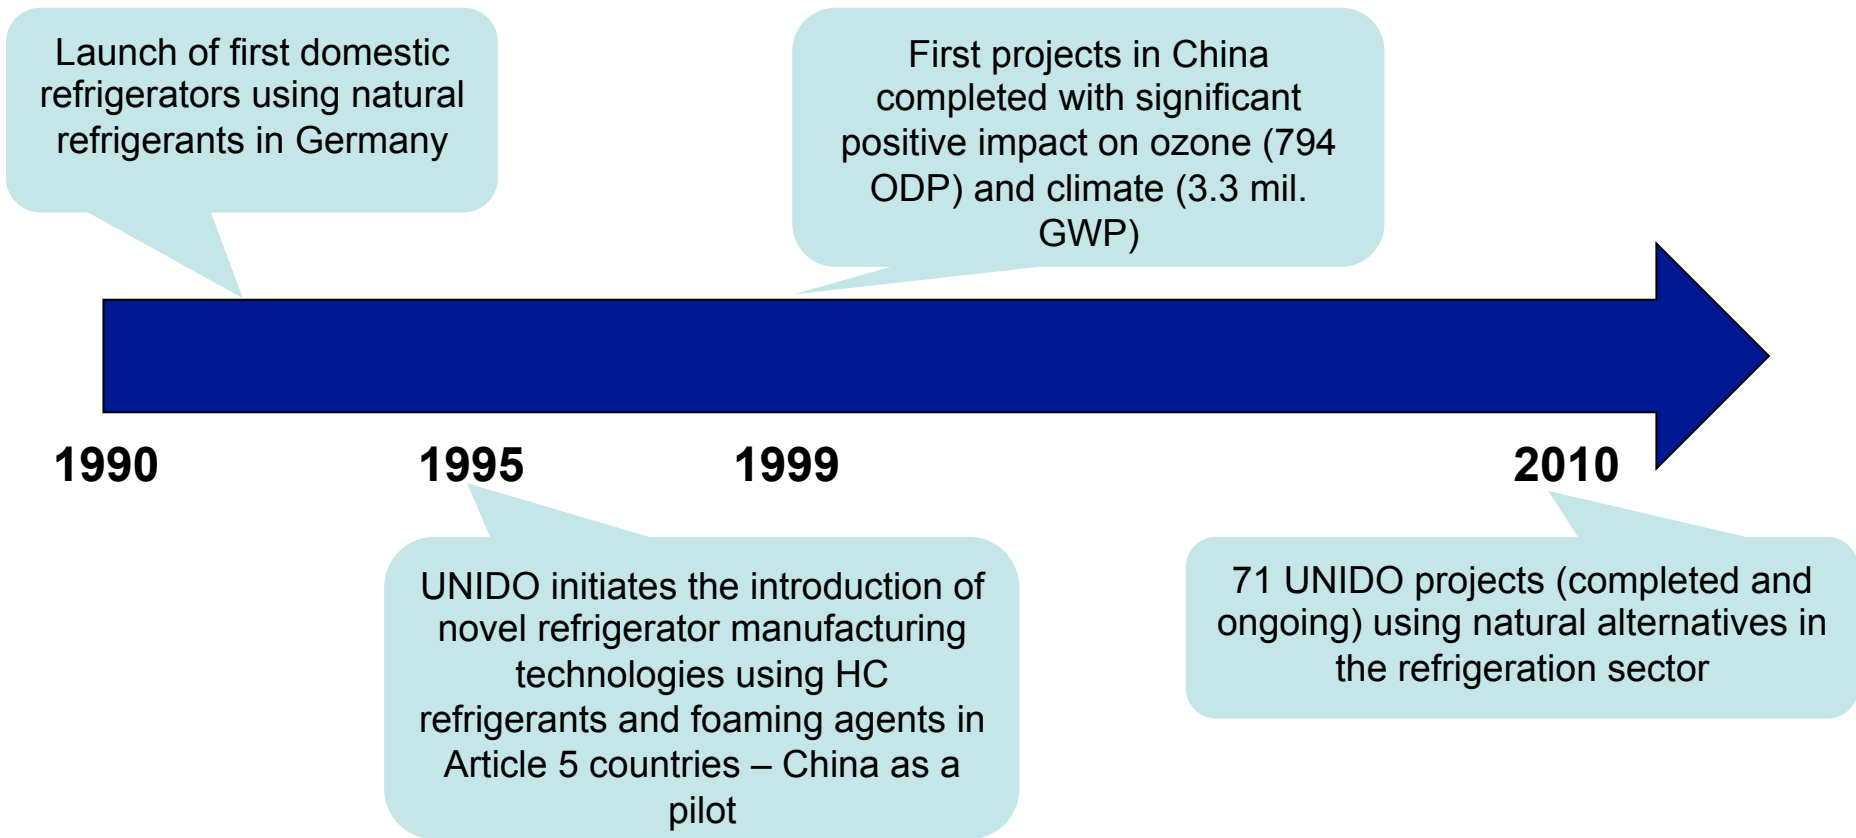 Launch of first domestic
refrigerators using natural
refrigerants in Germany
First projects in China
completed with significant
positive impact on ozone (794
ODP) and climate (3.3 mil.
GWP)
1990
1995
1999
2010
UNIDO initiates the introduction of
novel refrigerator manufacturing
technologies using HC
refrigerants and foaming agents in
Article 5 countries – China as a
pilot
71 UNIDO projects (completed and
ongoing) using natural alternatives in
the refrigeration sector